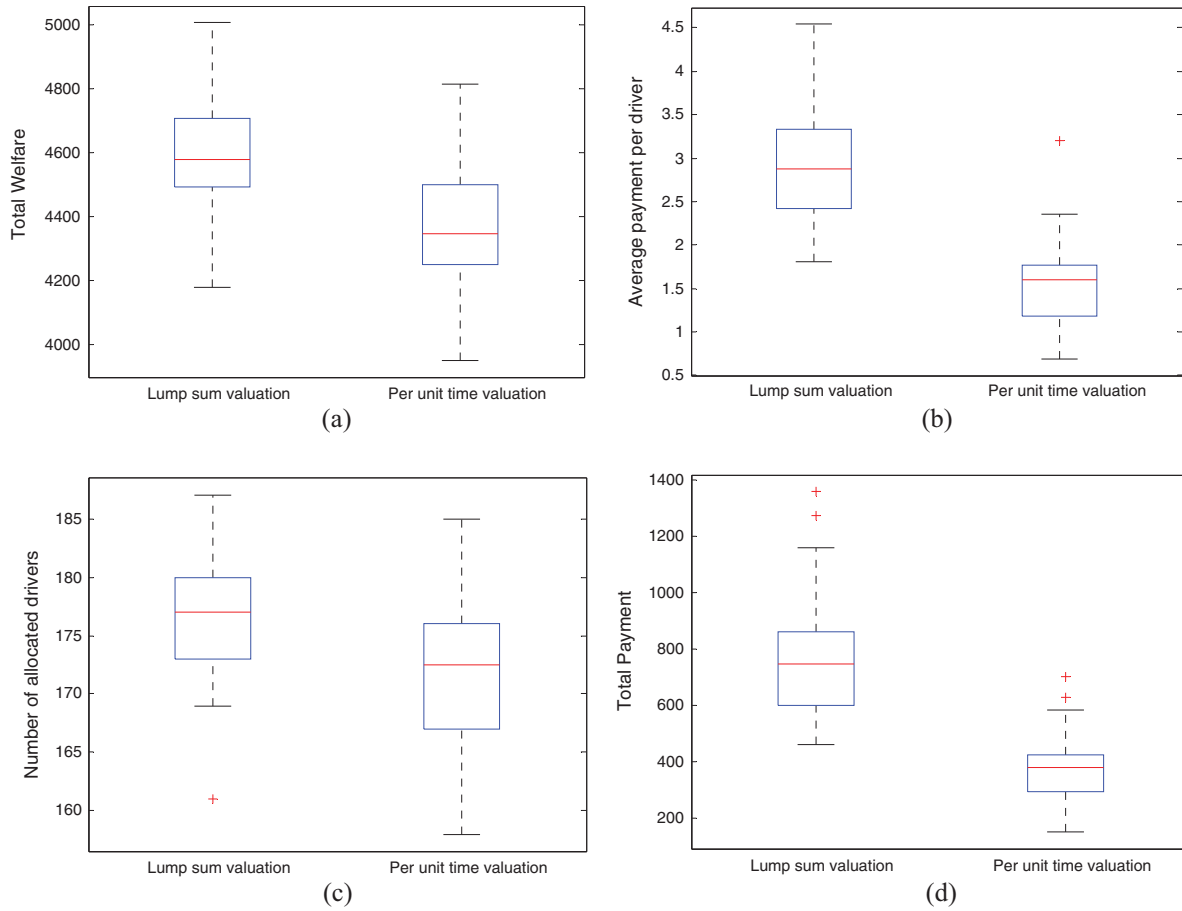 Total Welfare
5000
4800
4600
4400
4200
4000
Lump sum valuation
Per unit time valuation
(a)
Average payment per driver
4.5
4
3.5
3
2.5
2
1.5
1
0.5
Lump sum valuation
Per unit time valuation
(b)
Number of allocated drivers
185
180
175
170
165
160
Lump sum valuation
Per unit time valuation
(c)
Total Payment
1400
1200
1000
800
600
400
200
Lump sum valuation
Per unit time valuation
(d)